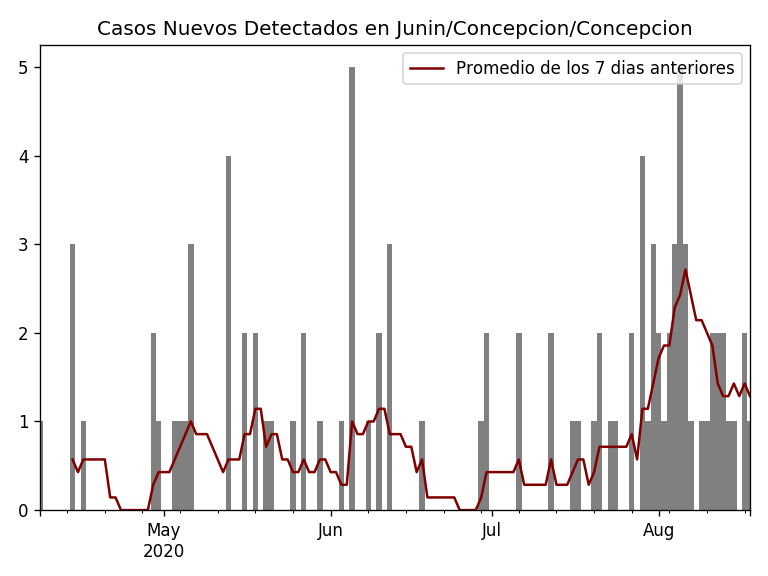 Casos Nuevos Detectados en Junin/Concepcion/Concepcion
Promedio de los 7 dias anteriores
5
4
3
2
1
0
May
2020
Jun
Jul
Aug